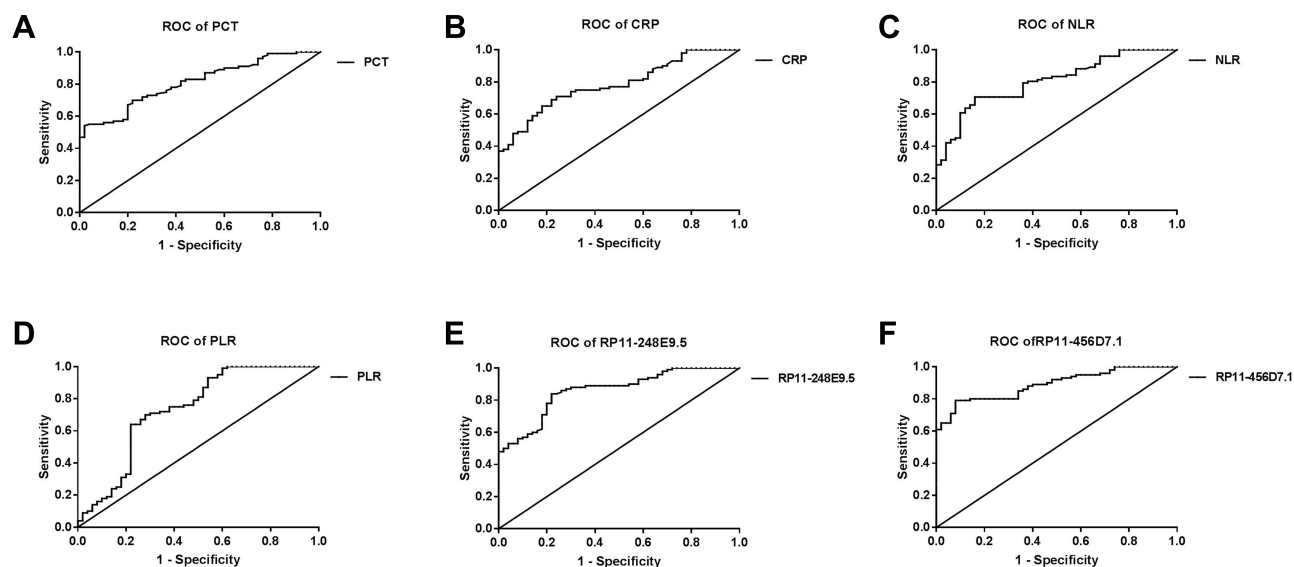 A
ROC of PCT
1.0
0.8
0.6
0.4
0.2
0.0
Sensitivity
0.0 0.2 0.4 0.6 0.8 1.0
1 - Specificity
PCT
B
ROC of CRP
1.0
0.8
0.6
0.4
0.2
0.0
Sensitivity
0.0 0.2 0.4 0.6 0.8 1.0
1 - Specificity
CRP
C
ROC of NLR
1.0
0.8
0.6
0.4
0.2
0.0
Sensitivity
0.0 0.2 0.4 0.6 0.8 1.0
1 - Specificity
NLR
D
ROC of PLR
1.0
0.8
0.6
0.4
0.2
0.0
Sensitivity
0.0 0.2 0.4 0.6 0.8 1.0
1 - Specificity
PLR
E
ROC of RP11-248E9.5
1.0
0.8
0.6
0.4
0.2
0.0
Sensitivity
0.0 0.2 0.4 0.6 0.8 1.0
1 - Specificity
RP11-248E9.5
F
ROC ofRP11-456D7.1
1.0
0.8
0.6
0.4
0.2
0.0
Sensitivity
0.0 0.2 0.4 0.6 0.8 1.0
1 - Specificity
RP11-456D7.1